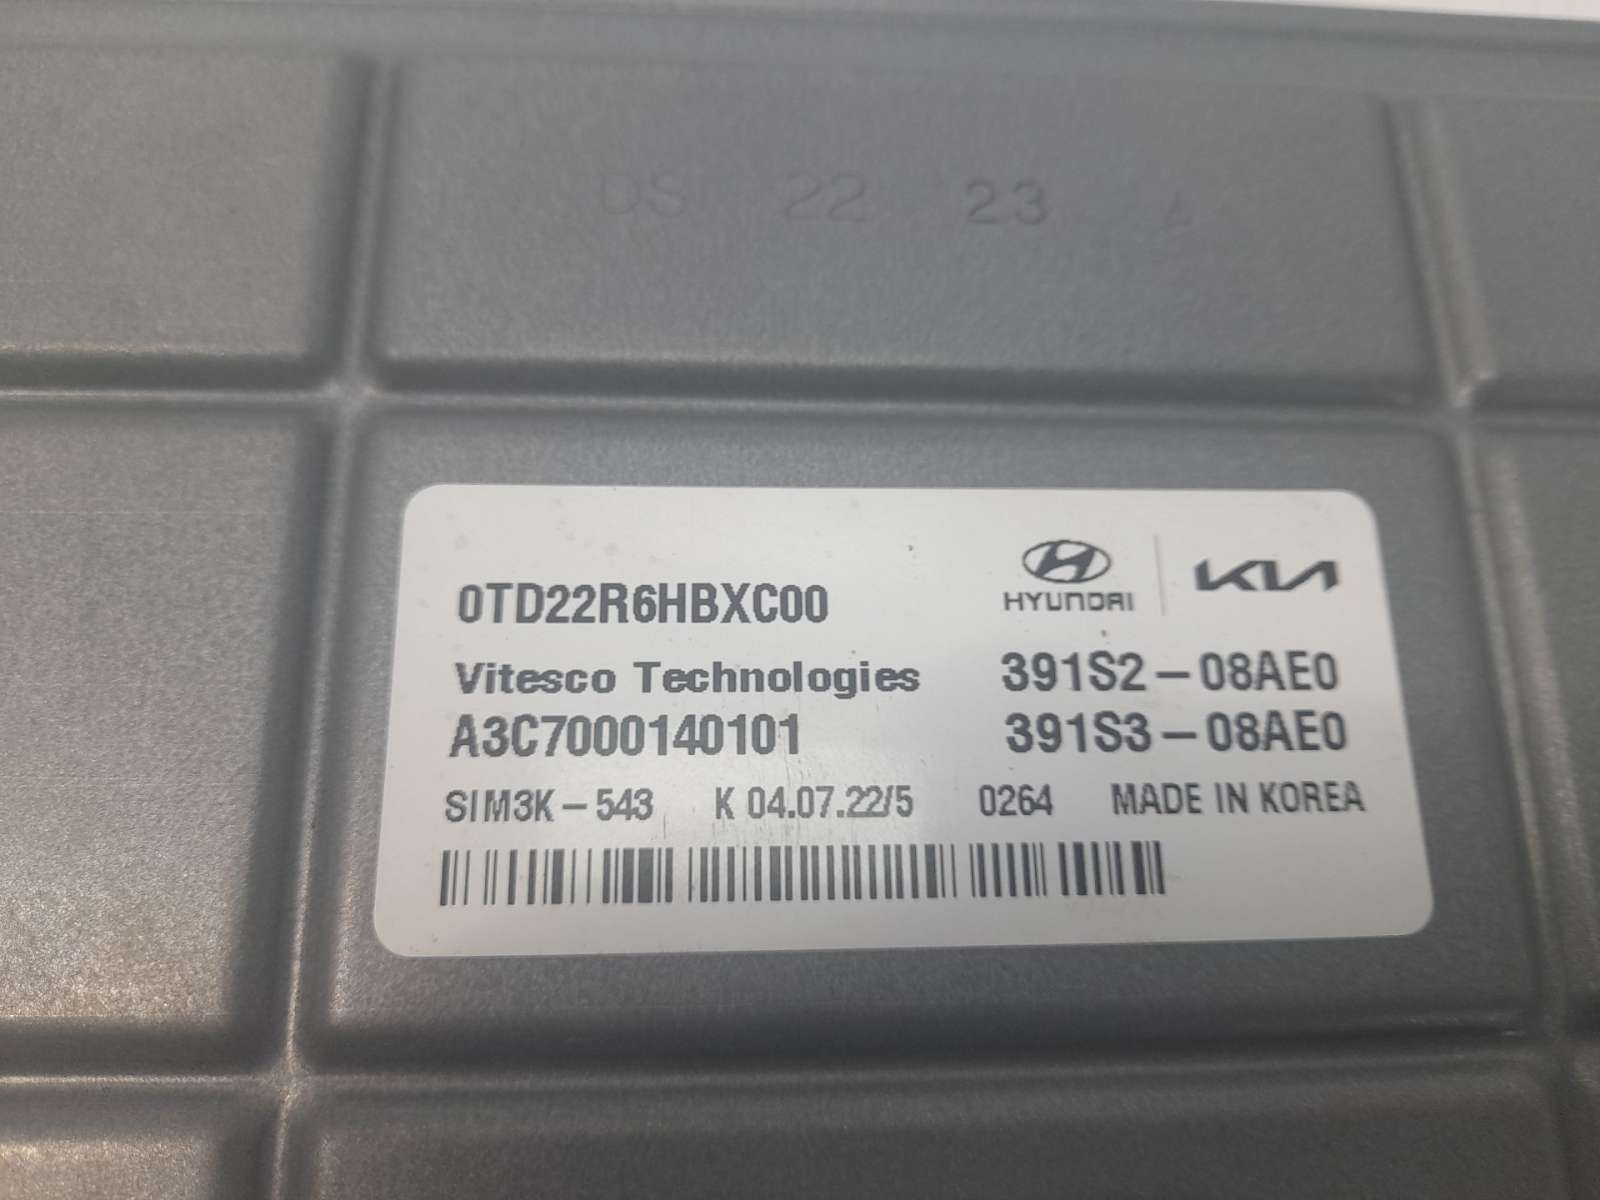 DS 22 23 A
0TD22R6HBXC00
HYUNDAI KIA
Vitesco Technologies 391S2-08AE0
A3C7000140101 391S3-08AE0
SIM3K-543 K 04.07.22/5 0264 MADE IN KOREA